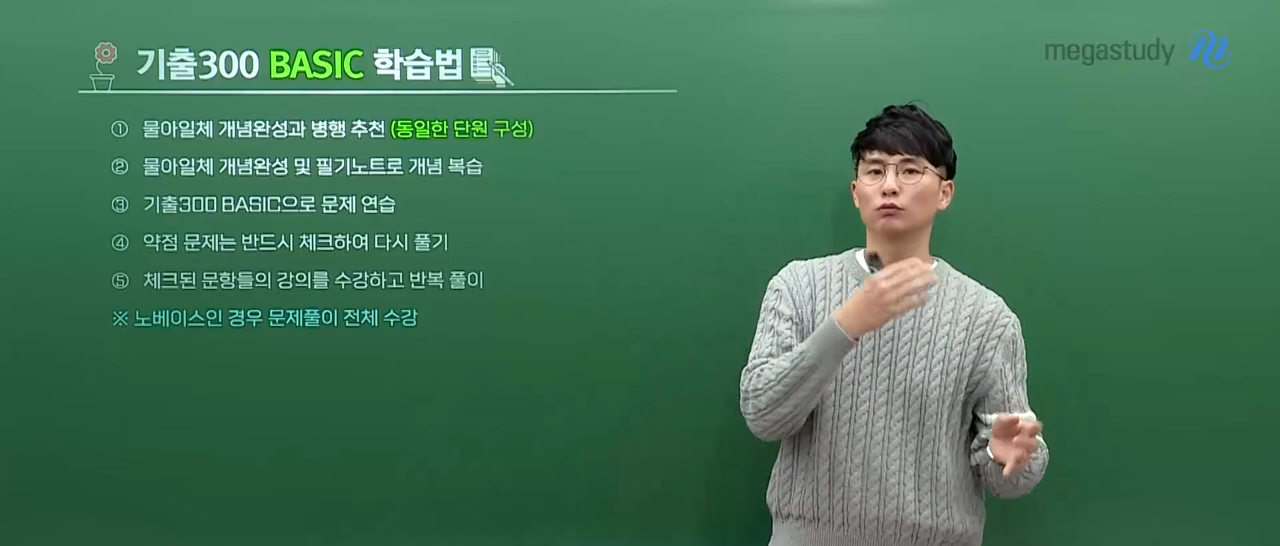 기출300 BASIC 학습법
megastudy
① 물아일체 개념완성과 병행 추천 (동일한 단원 구성)
② 물아일체 개념완성 및 필기노트로 개념 복습
③ 기출300 BASIC으로 문제 연습
④ 약점 문제는 반드시 체크하여 다시 풀기
⑤ 체크된 문항들의 강의를 수강하고 반복 풀이
※ 노베이스인 경우 문제풀이 전체 수강